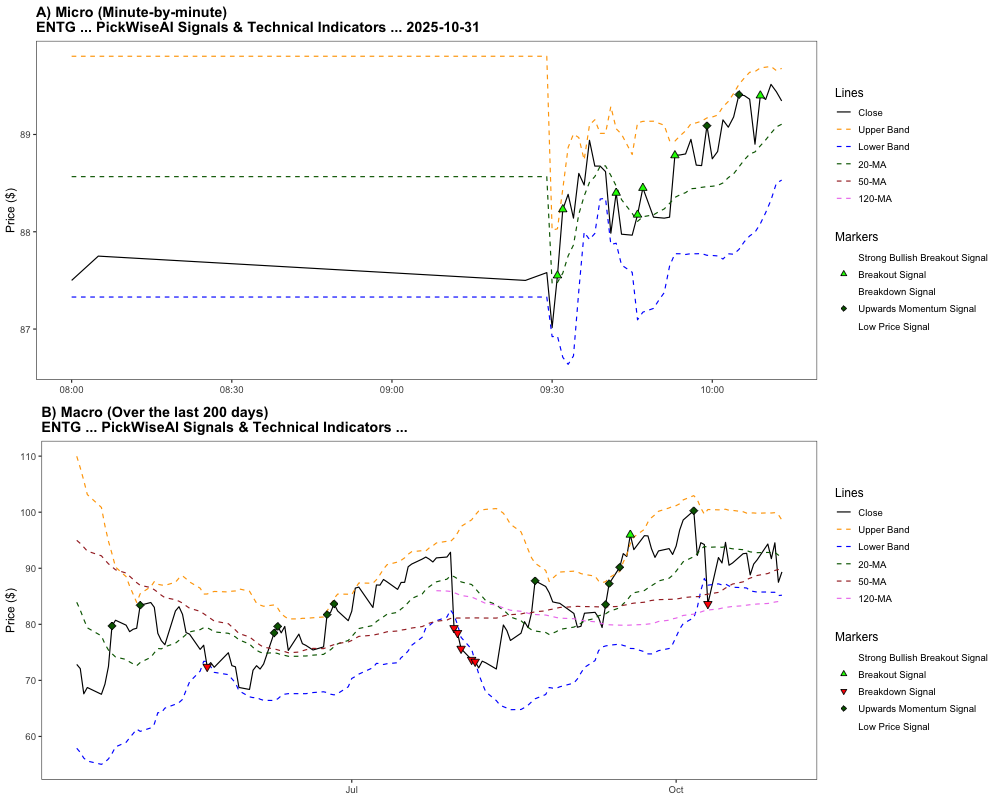 A) Micro (Minute-by-minute)
ENTG ... PickWiseAI Signals & Technical Indicators ... 2025-10-31
Price ($)
89
88
87
08:00
08:30
09:00
09:30
10:00
Lines
Close
Upper Band
Lower Band
20-MA
50-MA
120-MA
Markers
Strong Bullish Breakout Signal
Breakout Signal
Breakdown Signal
Upwards Momentum Signal
Low Price Signal
B) Macro (Over the last 200 days)
ENTG ... PickWiseAI Signals & Technical Indicators ...
Price ($)
110
100
90
80
70
60
Jul
Oct
Lines
Close
Upper Band
Lower Band
20-MA
50-MA
120-MA
Markers
Strong Bullish Breakout Signal
Breakout Signal
Breakdown Signal
Upwards Momentum Signal
Low Price Signal